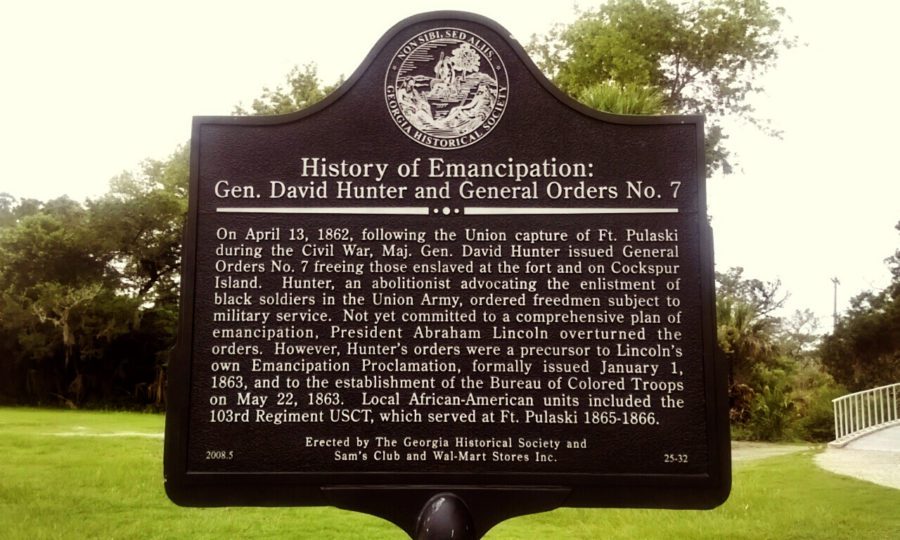 NON SIBI, SED ALIIS.
GEORGIA HISTORICAL SOCIETY
History of Emancipation:
Gen. David Hunter and General Orders No. 7
On April 13, 1862, following the Union capture of Ft. Pulaski
during the Civil War, Maj. Gen. David Hunter issued General
Orders No. 7 freeing those enslaved at the fort and on Cockspur
Island. Hunter, an abolitionist advocating the enlistment of
black soldiers in the Union Army, ordered freedmen subject to
military service. Not yet committed to a comprehensive plan of
emancipation, President Abraham Lincoln overturned the
orders. However, Hunter's orders were a precursor to Lincoln's
own Emancipation Proclamation, formally issued January 1,
1863, and to the establishment of the Bureau of Colored Troops
on May 22, 1863. Local African-American units included the
103rd Regiment USCT, which served at Ft. Pulaski 1865-1866.
Erected by The Georgia Historical Society and
Sam's Club and Wal-Mart Stores Inc.
2008.5
25-32